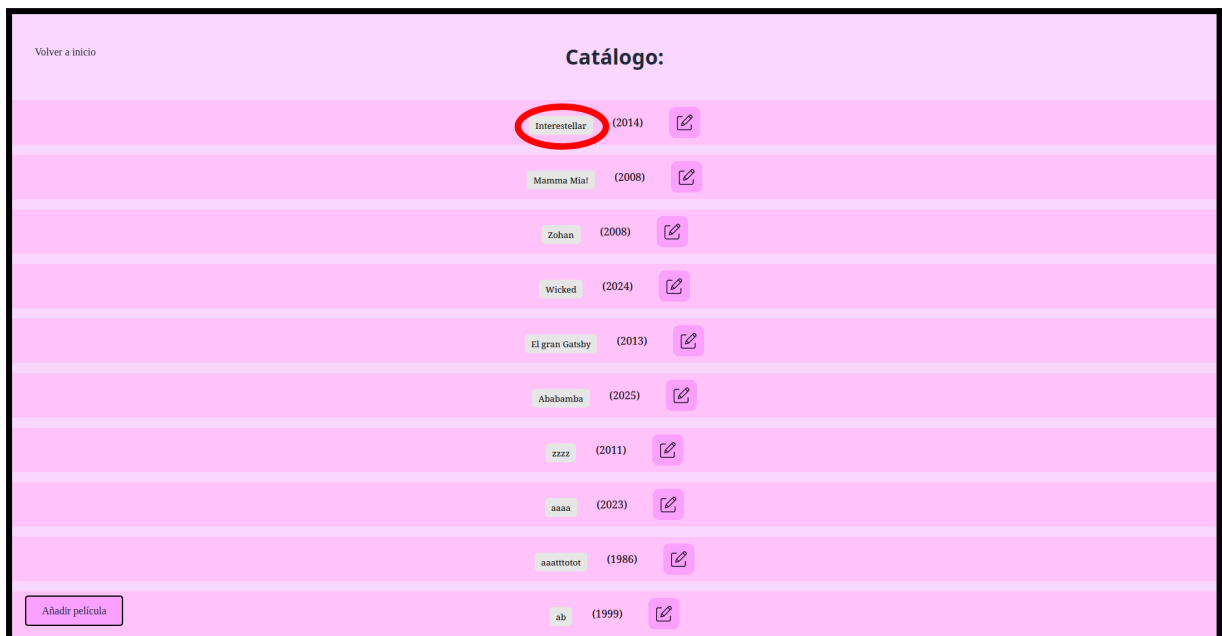 Volver a inicio
Catálogo:
Interestellar (2014)
Mamma Mia! (2008)
Zohan (2008)
Wicked (2024)
El gran Gatsby (2013)
Ababamba (2025)
zzzz (2011)
aaaa (2023)
aaatttotot (1986)
Añadir película
ab (1999)